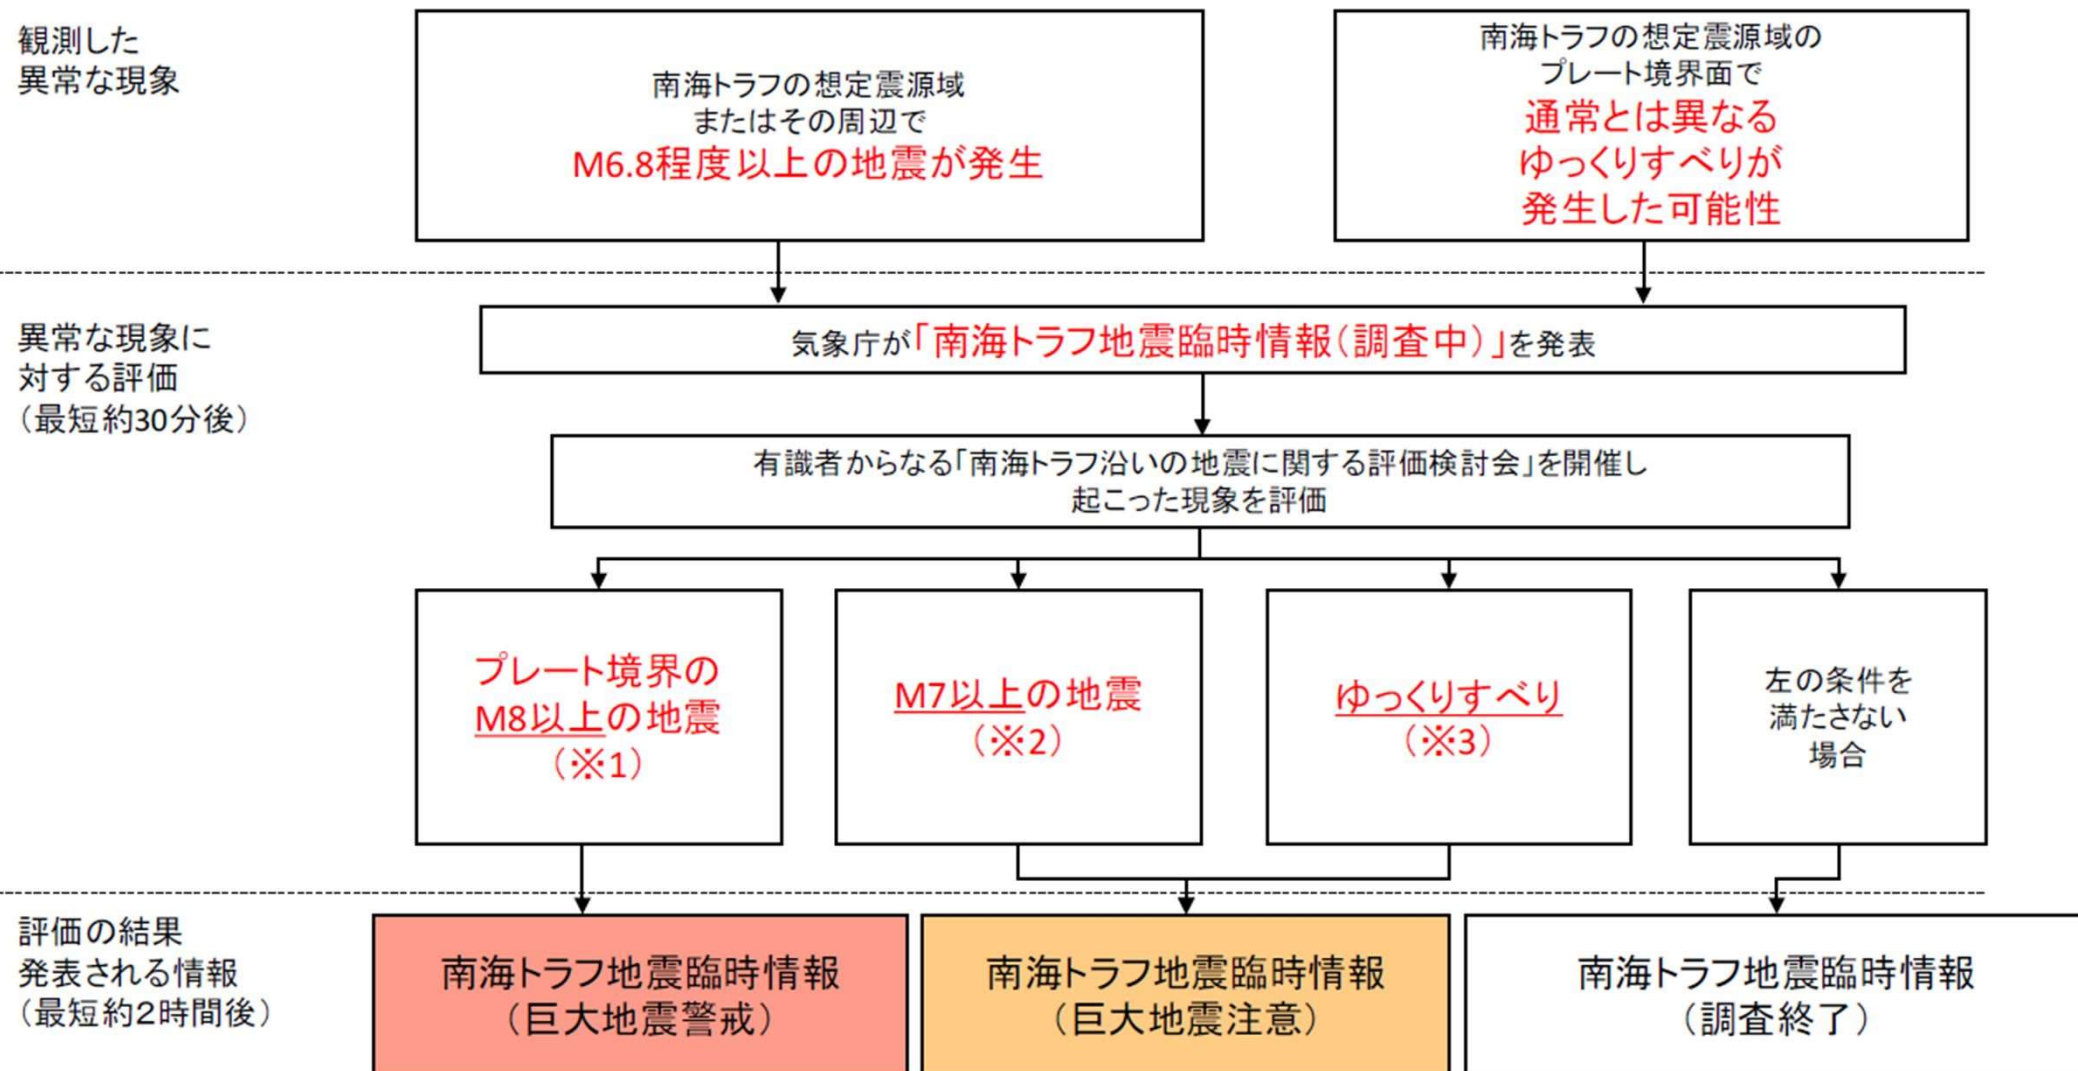 観測した
異常な現象
南海トラフの想定震源域
またはその周辺で
M6.8程度以上の地震が発生
南海トラフの想定震源域の
プレート境界面で
通常とは異なる
ゆっくりすべりが
発生した可能性
異常な現象に
対する評価
（最短約30分後）
気象庁が「南海トラフ地震臨時情報（調査中）」を発表
有識者からなる「南海トラフ沿いの地震に関する評価検討会」を開催し
起こった現象を評価
プレート境界の
M8以上の地震
（※1）
M7以上の地震
（※2）
ゆっくりすべり
（※3）
左の条件を
満たさない
場合
評価の結果
発表される情報
（最短約2時間後）
南海トラフ地震臨時情報
（巨大地震警戒）
南海トラフ地震臨時情報
（巨大地震注意）
南海トラフ地震臨時情報
（調査終了）